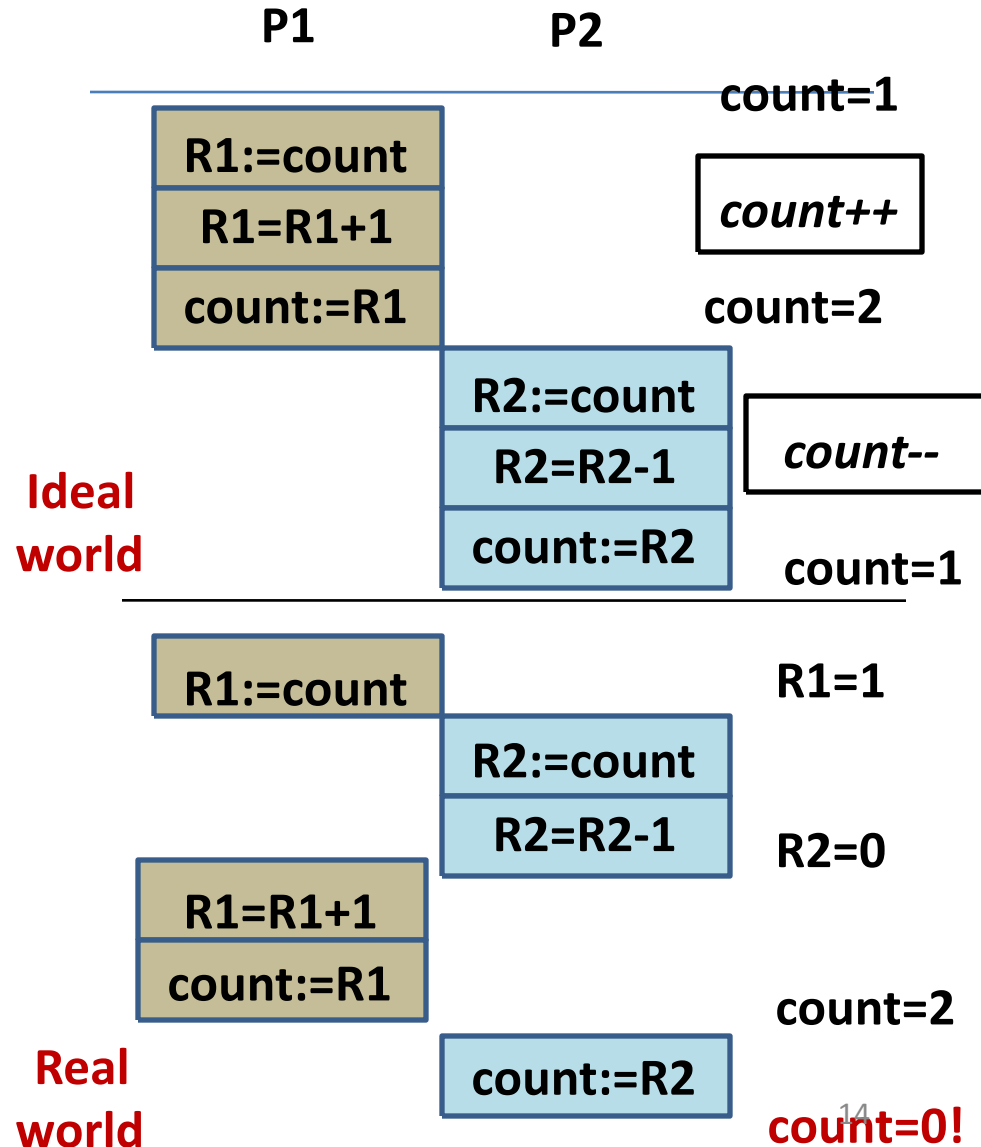 P1 P2
count=1
R1:=count
R1=R1+1
count++
count:=R1
count=2
R2:=count
R2=R2-1
count--
Ideal
world
count:=R2
count=1
R1:=count
R1=1
R2:=count
R2=R2-1
R2=0
R1=R1+1
count:=R1
count=2
Real
world
count:=R2
14
count=0!